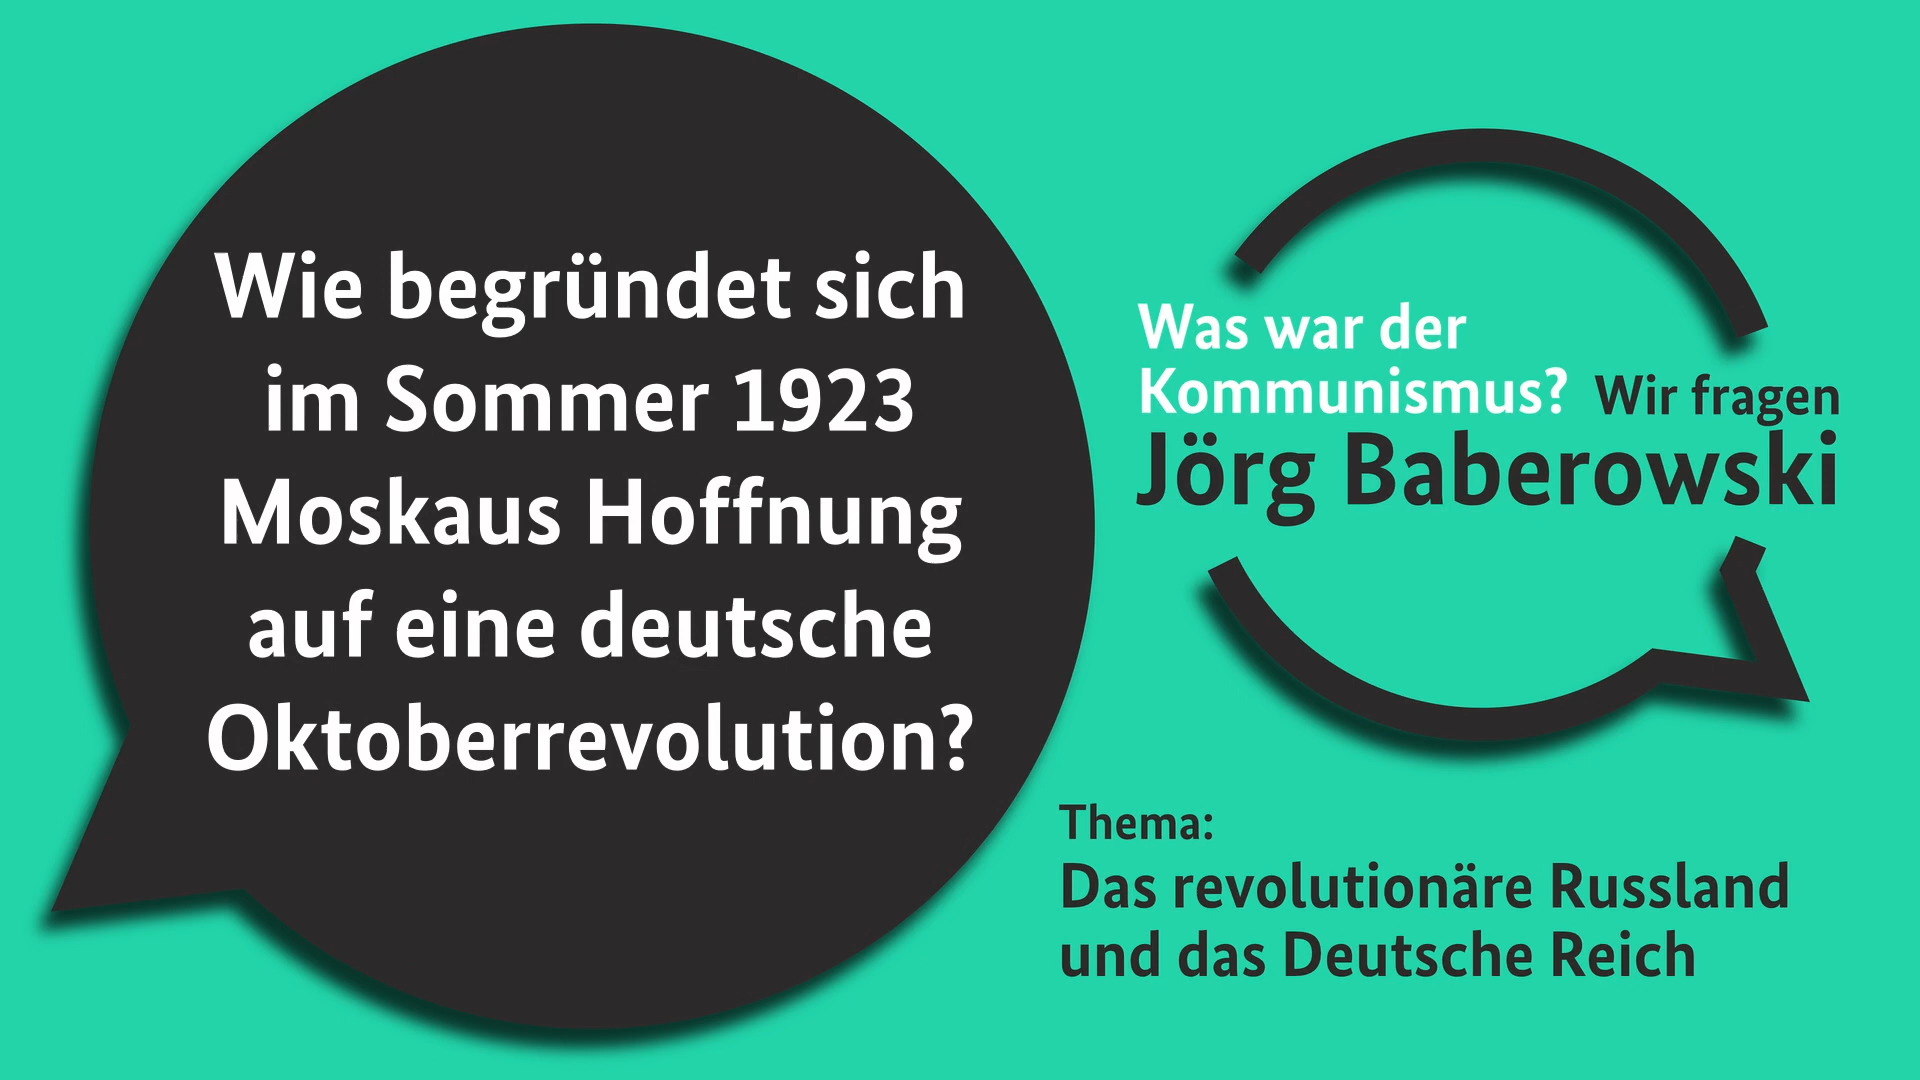 Wie begründet sich
im Sommer 1923
Moskaus Hoffnung
auf eine deutsche
Oktoberrevolution?
Was war der
Kommunismus? Wir fragen
Jörg Baberowski
Thema:
Das revolutionäre Russland
und das Deutsche Reich